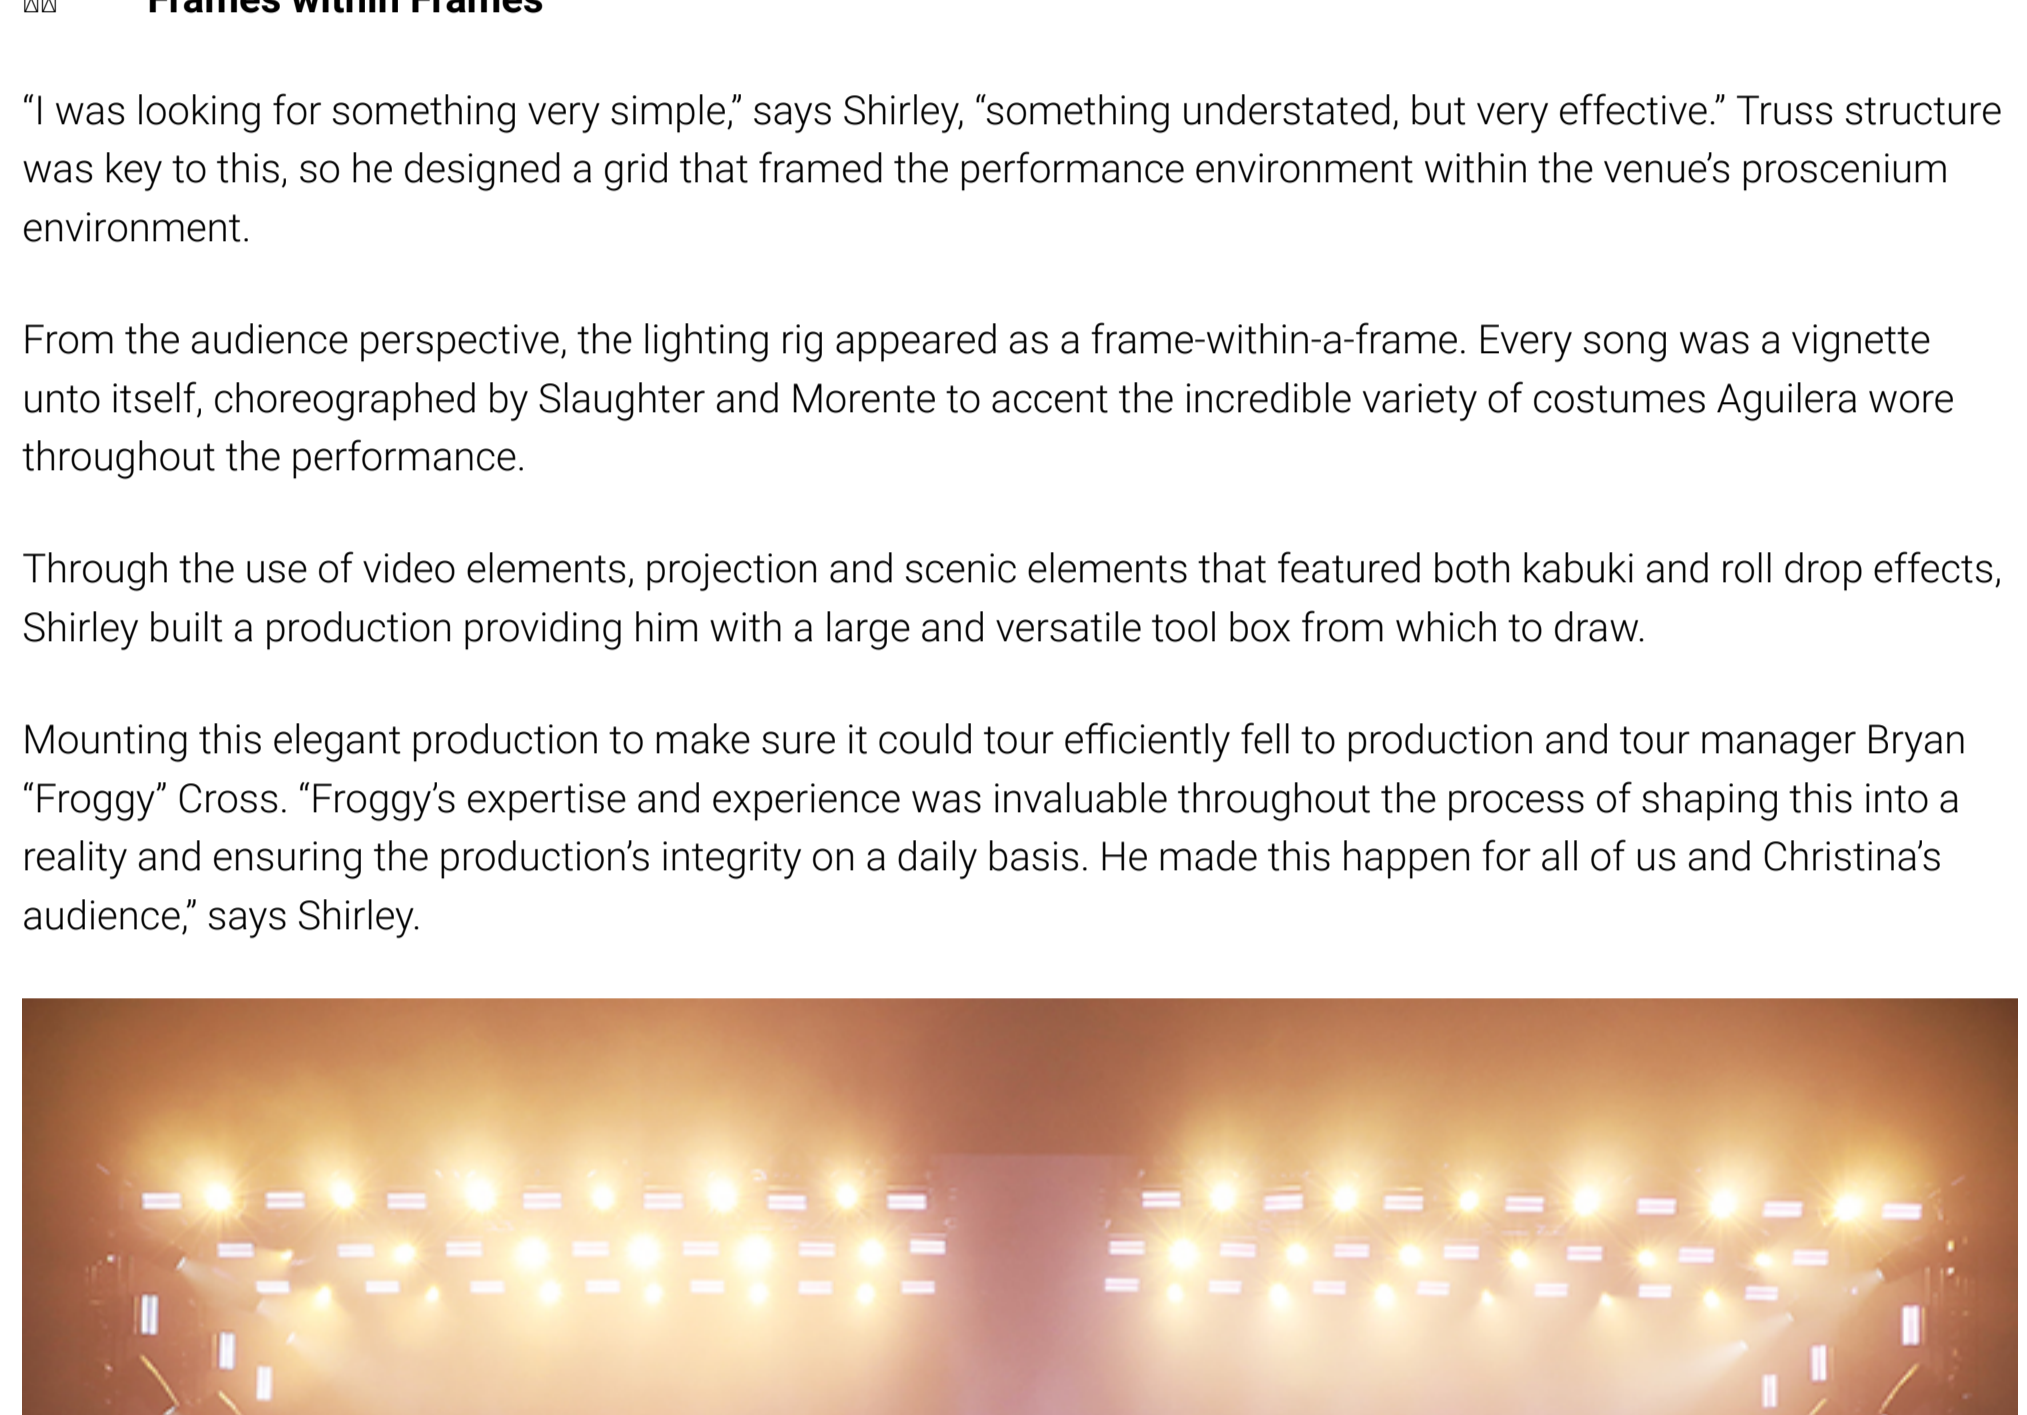 Frames within Frames
“I was looking for something very simple,” says Shirley, “something understated, but very effective.” Truss structure
was key to this, so he designed a grid that framed the performance environment within the venue’s proscenium
environment.
From the audience perspective, the lighting rig appeared as a frame-within-a-frame. Every song was a vignette
unto itself, choreographed by Slaughter and Morente to accent the incredible variety of costumes Aguilera wore
throughout the performance.
Through the use of video elements, projection and scenic elements that featured both kabuki and roll drop effects,
Shirley built a production providing him with a large and versatile tool box from which to draw.
Mounting this elegant production to make sure it could tour efficiently fell to production and tour manager Bryan
“Froggy” Cross. “Froggy’s expertise and experience was invaluable throughout the process of shaping this into a
reality and ensuring the production’s integrity on a daily basis. He made this happen for all of us and Christina’s
audience,” says Shirley.